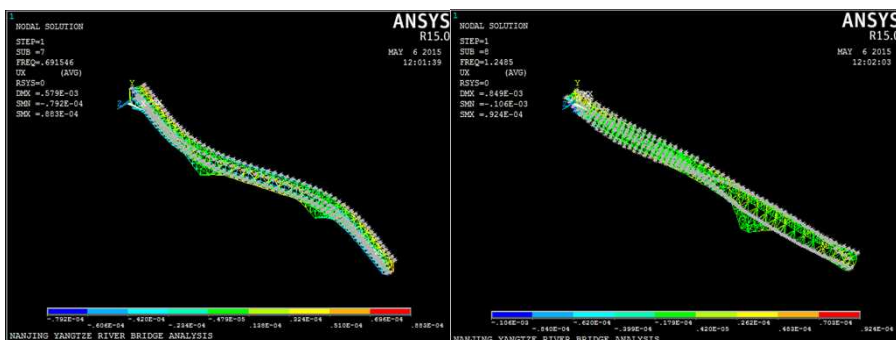 1
NODAL SOLUTION
STEP=1
SUB =7
FREQ=.691546
UX (AVG)
RSYS=0
DMX =.579E-03
SMN =-.792E-04
SMX =.883E-04
ANSYS
R15.0
MAY 6 2015
12:01:39
Y
Z
-.792E-04
-.606E-04
-.420E-04
-.234E-04
-.479E-05
.138E-04
.324E-04
.510E-04
.696E-04
.883E-04
NANJING YANGTZE RIVER BRIDGE ANALYSIS
1
NODAL SOLUTION
STEP=1
SUB =8
FREQ=1.2485
UX (AVG)
RSYS=0
DMX =.849E-03
SMN =-.106E-03
SMX =.924E-04
ANSYS
R15.0
MAY 6 2015
12:02:03
Y
-.106E-03
-.840E-04
-.620E-04
-.399E-04
-.179E-04
.420E-05
.262E-04
.483E-04
.703E-04
.924E-04
NANJING YANGTZE RIVER BRIDGE ANALYSIS